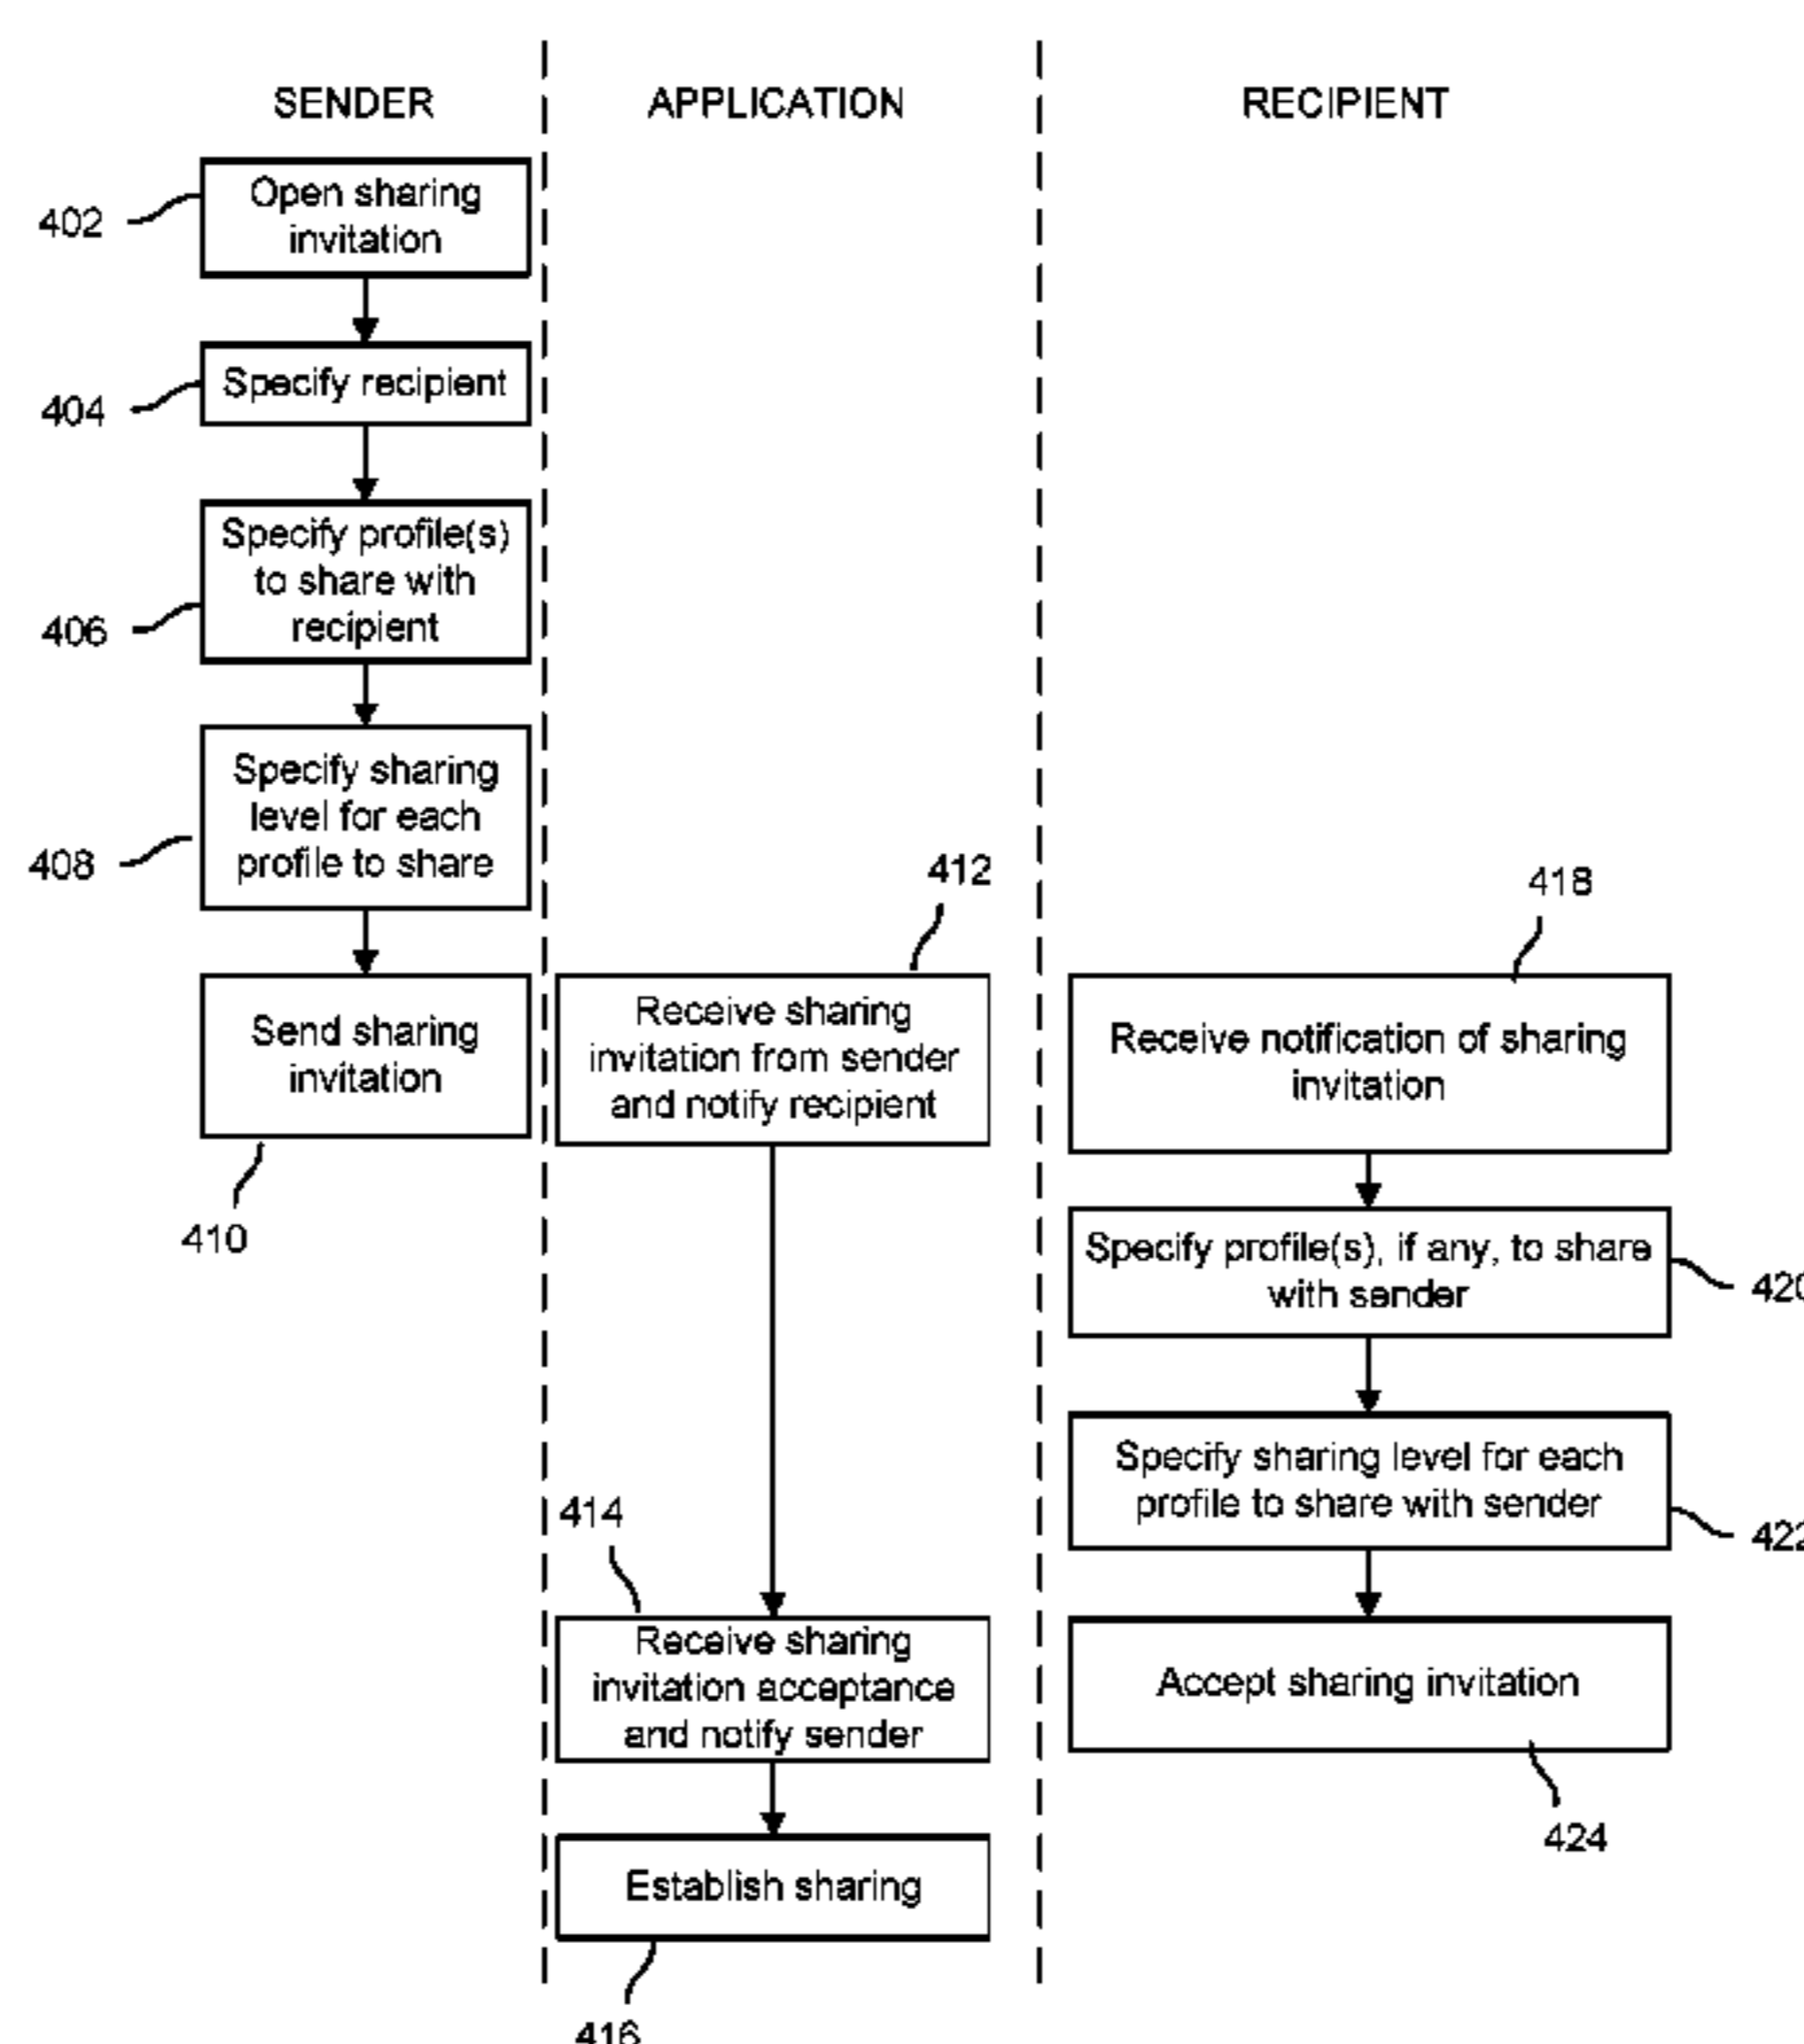 SENDER
APPLICATION
RECIPIENT
402
Open sharing
invitation
404
Specify recipient
406
Specify profile(s)
to share with
recipient
408
Specify sharing
level for each
profile to share
410
Send sharing
invitation
412
Receive sharing
invitation from sender
and notify recipient
414
Receive sharing
invitation acceptance
and notify sender
Establish sharing
416
418
Receive notification of sharing
invitation
Specify profile(s), if any, to share
with sender
420
Specify sharing level for each
profile to share with sender
422
Accept sharing invitation
424